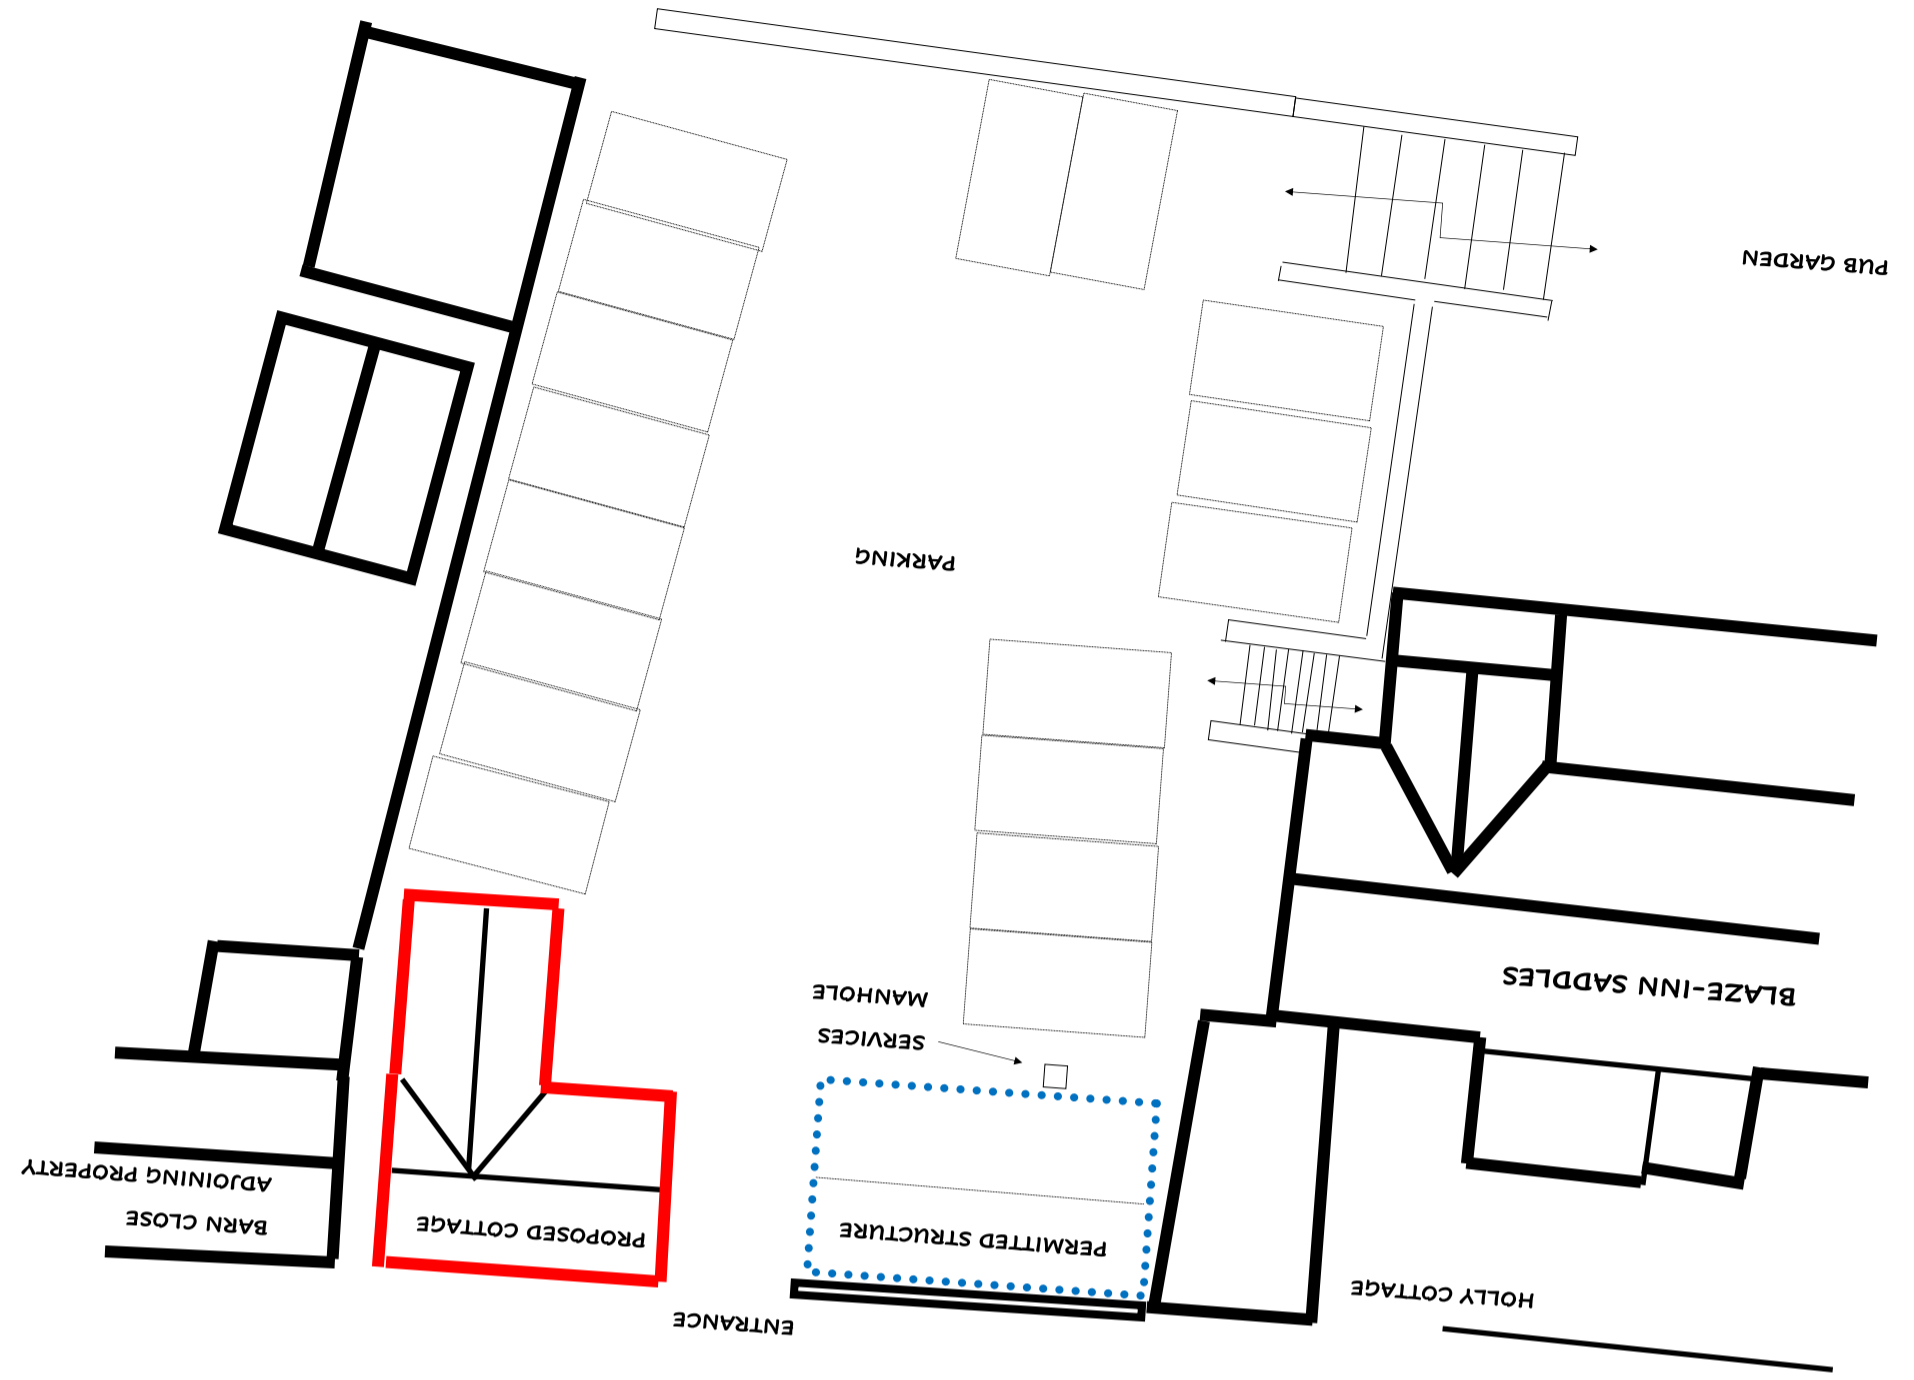 ENTRANCE
HOLLY COTTAGE
PERMITTED STRUCTURE
PROPOSED COTTAGE
BARN CLOSE
ADJOINING PROPERTY
SERVICES
MANHOLE
BLAZE-INN SADDLES
PARKING
PUB GARDEN